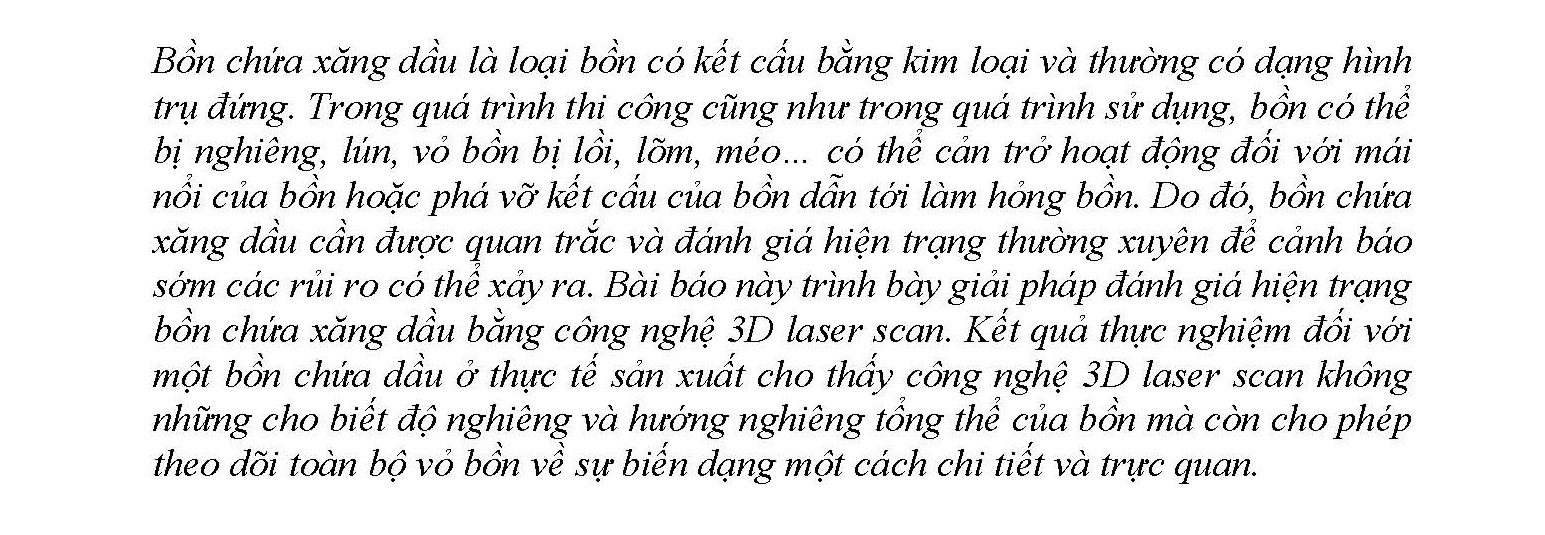 Bồn chứa xăng dầu là loại bồn có kết cấu bằng kim loại và thường có dạng hình
trụ đứng. Trong quá trình thi công cũng như trong quá trình sử dụng, bồn có thể
bị nghiêng, lún, vỏ bồn bị lồi, lõm, méo... có thể cản trở hoạt động đối với mái
nổi của bồn hoặc phá vỡ kết cấu của bồn dẫn tới làm hỏng bồn. Do đó, bồn chứa
xăng dầu cần được quan trắc và đánh giá hiện trạng thường xuyên để cảnh báo
sớm các rủi ro có thể xảy ra. Bài báo này trình bày giải pháp đánh giá hiện trạng
bồn chứa xăng dầu bằng công nghệ 3D laser scan. Kết quả thực nghiệm đối với
một bồn chứa dầu ở thực tế sản xuất cho thấy công nghệ 3D laser scan không
những cho biết độ nghiêng và hướng nghiêng tổng thể của bồn mà còn cho phép
theo dõi toàn bộ vỏ bồn về sự biến dạng một cách chi tiết và trực quan.